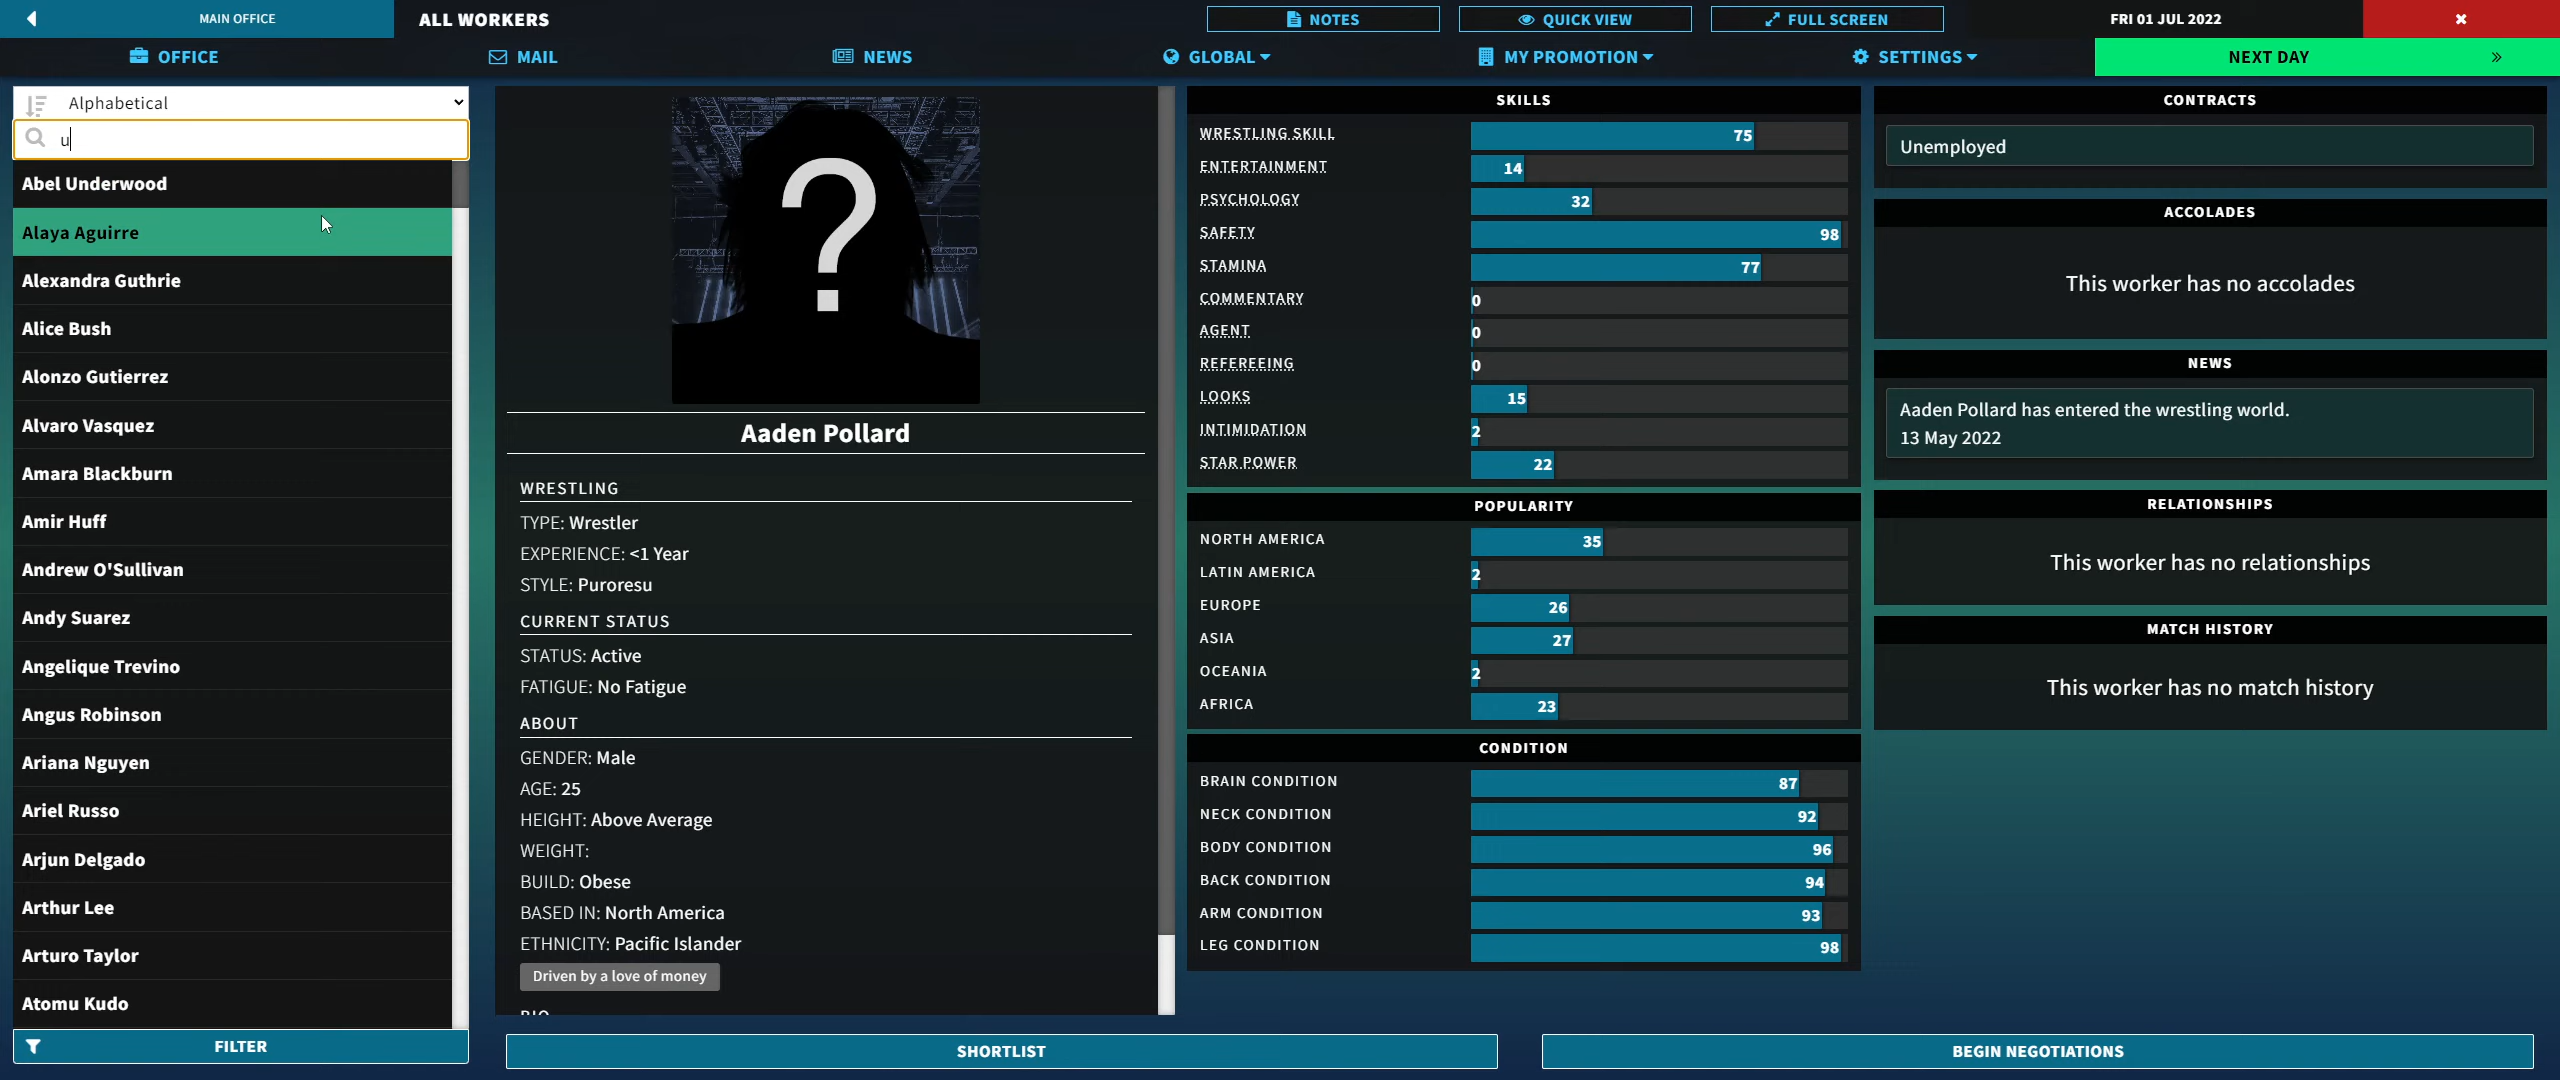 MAIN OFFICE
ALL WORKERS
NOTES
QUICK VIEW
FULL SCREEN
FRI 01 JUL 2022
OFFICE
MAIL
NEWS
GLOBAL
MY PROMOTION
SETTINGS
NEXT DAY
Alphabetical
u
Abel Underwood
Alaya Aguirre
Alexandra Guthrie
Alice Bush
Alonzo Gutierrez
Alvaro Vasquez
Amara Blackburn
Amir Huff
Andrew O'Sullivan
Andy Suarez
Angelique Trevino
Angus Robinson
Ariana Nguyen
Ariel Russo
Arjun Delgado
Arthur Lee
Arturo Taylor
Atomu Kudo
FILTER
?
Aaden Pollard
WRESTLING
TYPE: Wrestler
EXPERIENCE: <1 Year
STYLE: Puroresu
CURRENT STATUS
STATUS: Active
FATIGUE: No Fatigue
ABOUT
GENDER: Male
AGE: 25
HEIGHT: Above Average
WEIGHT:
BUILD: Obese
BASED IN: North America
ETHNICITY: Pacific Islander
Driven by a love of money
BIO
SHORTLIST
SKILLS
WRESTLING SKILL 75
ENTERTAINMENT 14
PSYCHOLOGY 32
SAFETY 98
STAMINA 77
COMMENTARY 0
AGENT 0
REFEREEING 0
LOOKS 15
INTIMIDATION 2
STAR POWER 22
POPULARITY
NORTH AMERICA 35
LATIN AMERICA 2
EUROPE 26
ASIA 27
OCEANIA 2
AFRICA 23
CONDITION
BRAIN CONDITION 87
NECK CONDITION 92
BODY CONDITION 96
BACK CONDITION 94
ARM CONDITION 93
LEG CONDITION 98
CONTRACTS
Unemployed
ACCOLADES
This worker has no accolades
NEWS
Aaden Pollard has entered the wrestling world.
13 May 2022
RELATIONSHIPS
This worker has no relationships
MATCH HISTORY
This worker has no match history
BEGIN NEGOTIATIONS